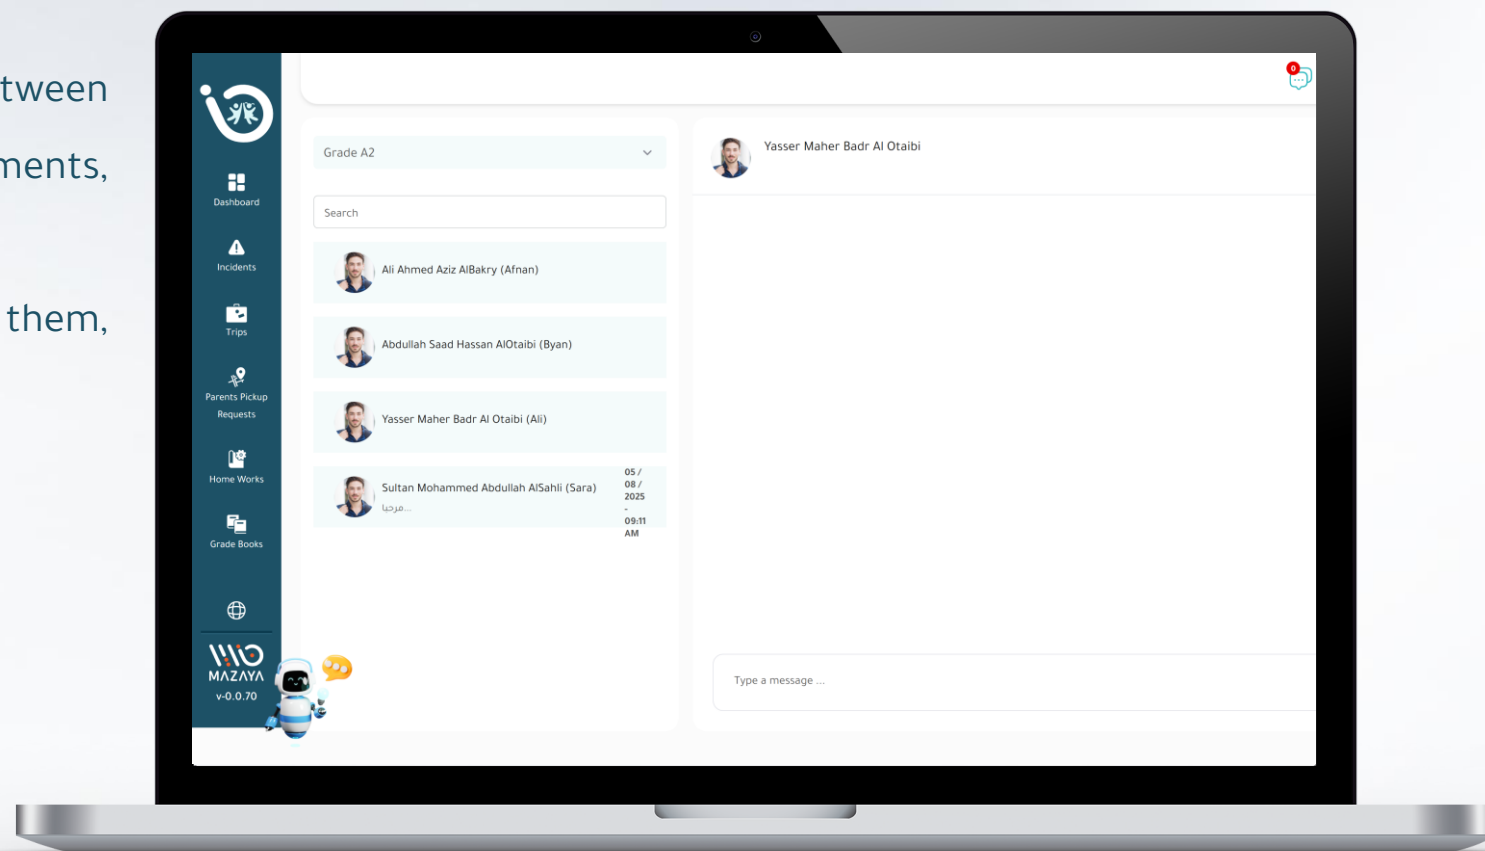 tween
ments,
them,
Dashboard
Incidents
Trips
Parents Pickup
Requests
Home Works
Grade Books
MAZAYA
v-0.0.70
0
Grade A2
Search
Ali Ahmed Aziz AlBakry (Afnan)
Abdullah Saad Hassan AlOtaibi (Byan)
Yasser Maher Badr Al Otaibi (Ali)
Sultan Mohammed Abdullah AlSahli (Sara)
مرحبا...
05 /
08 /
2025
-
09:11
AM
Yasser Maher Badr Al Otaibi
Type a message ...